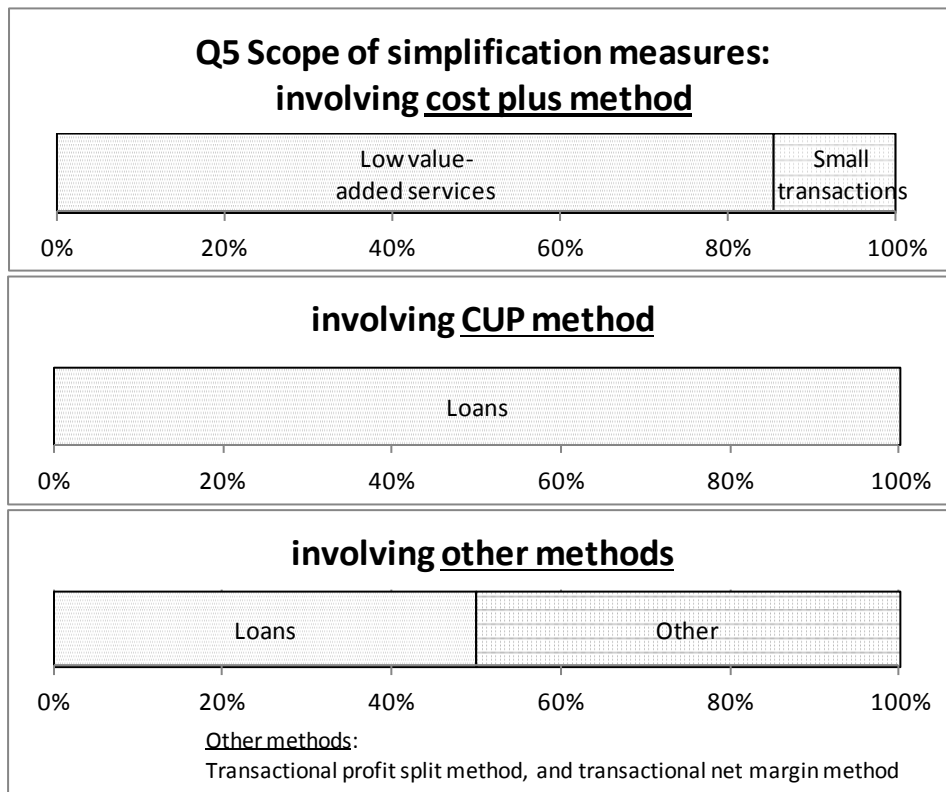 Q5 Scope of simplification measures:
involving cost plus method
Low value-
added services
Small
transactions
0% 20% 40% 60% 80% 100%
involving CUP method
Loans
0% 20% 40% 60% 80% 100%
involving other methods
Loans Other
0% 20% 40% 60% 80% 100%
Other methods:
Transactional profit split method, and transactional net margin method